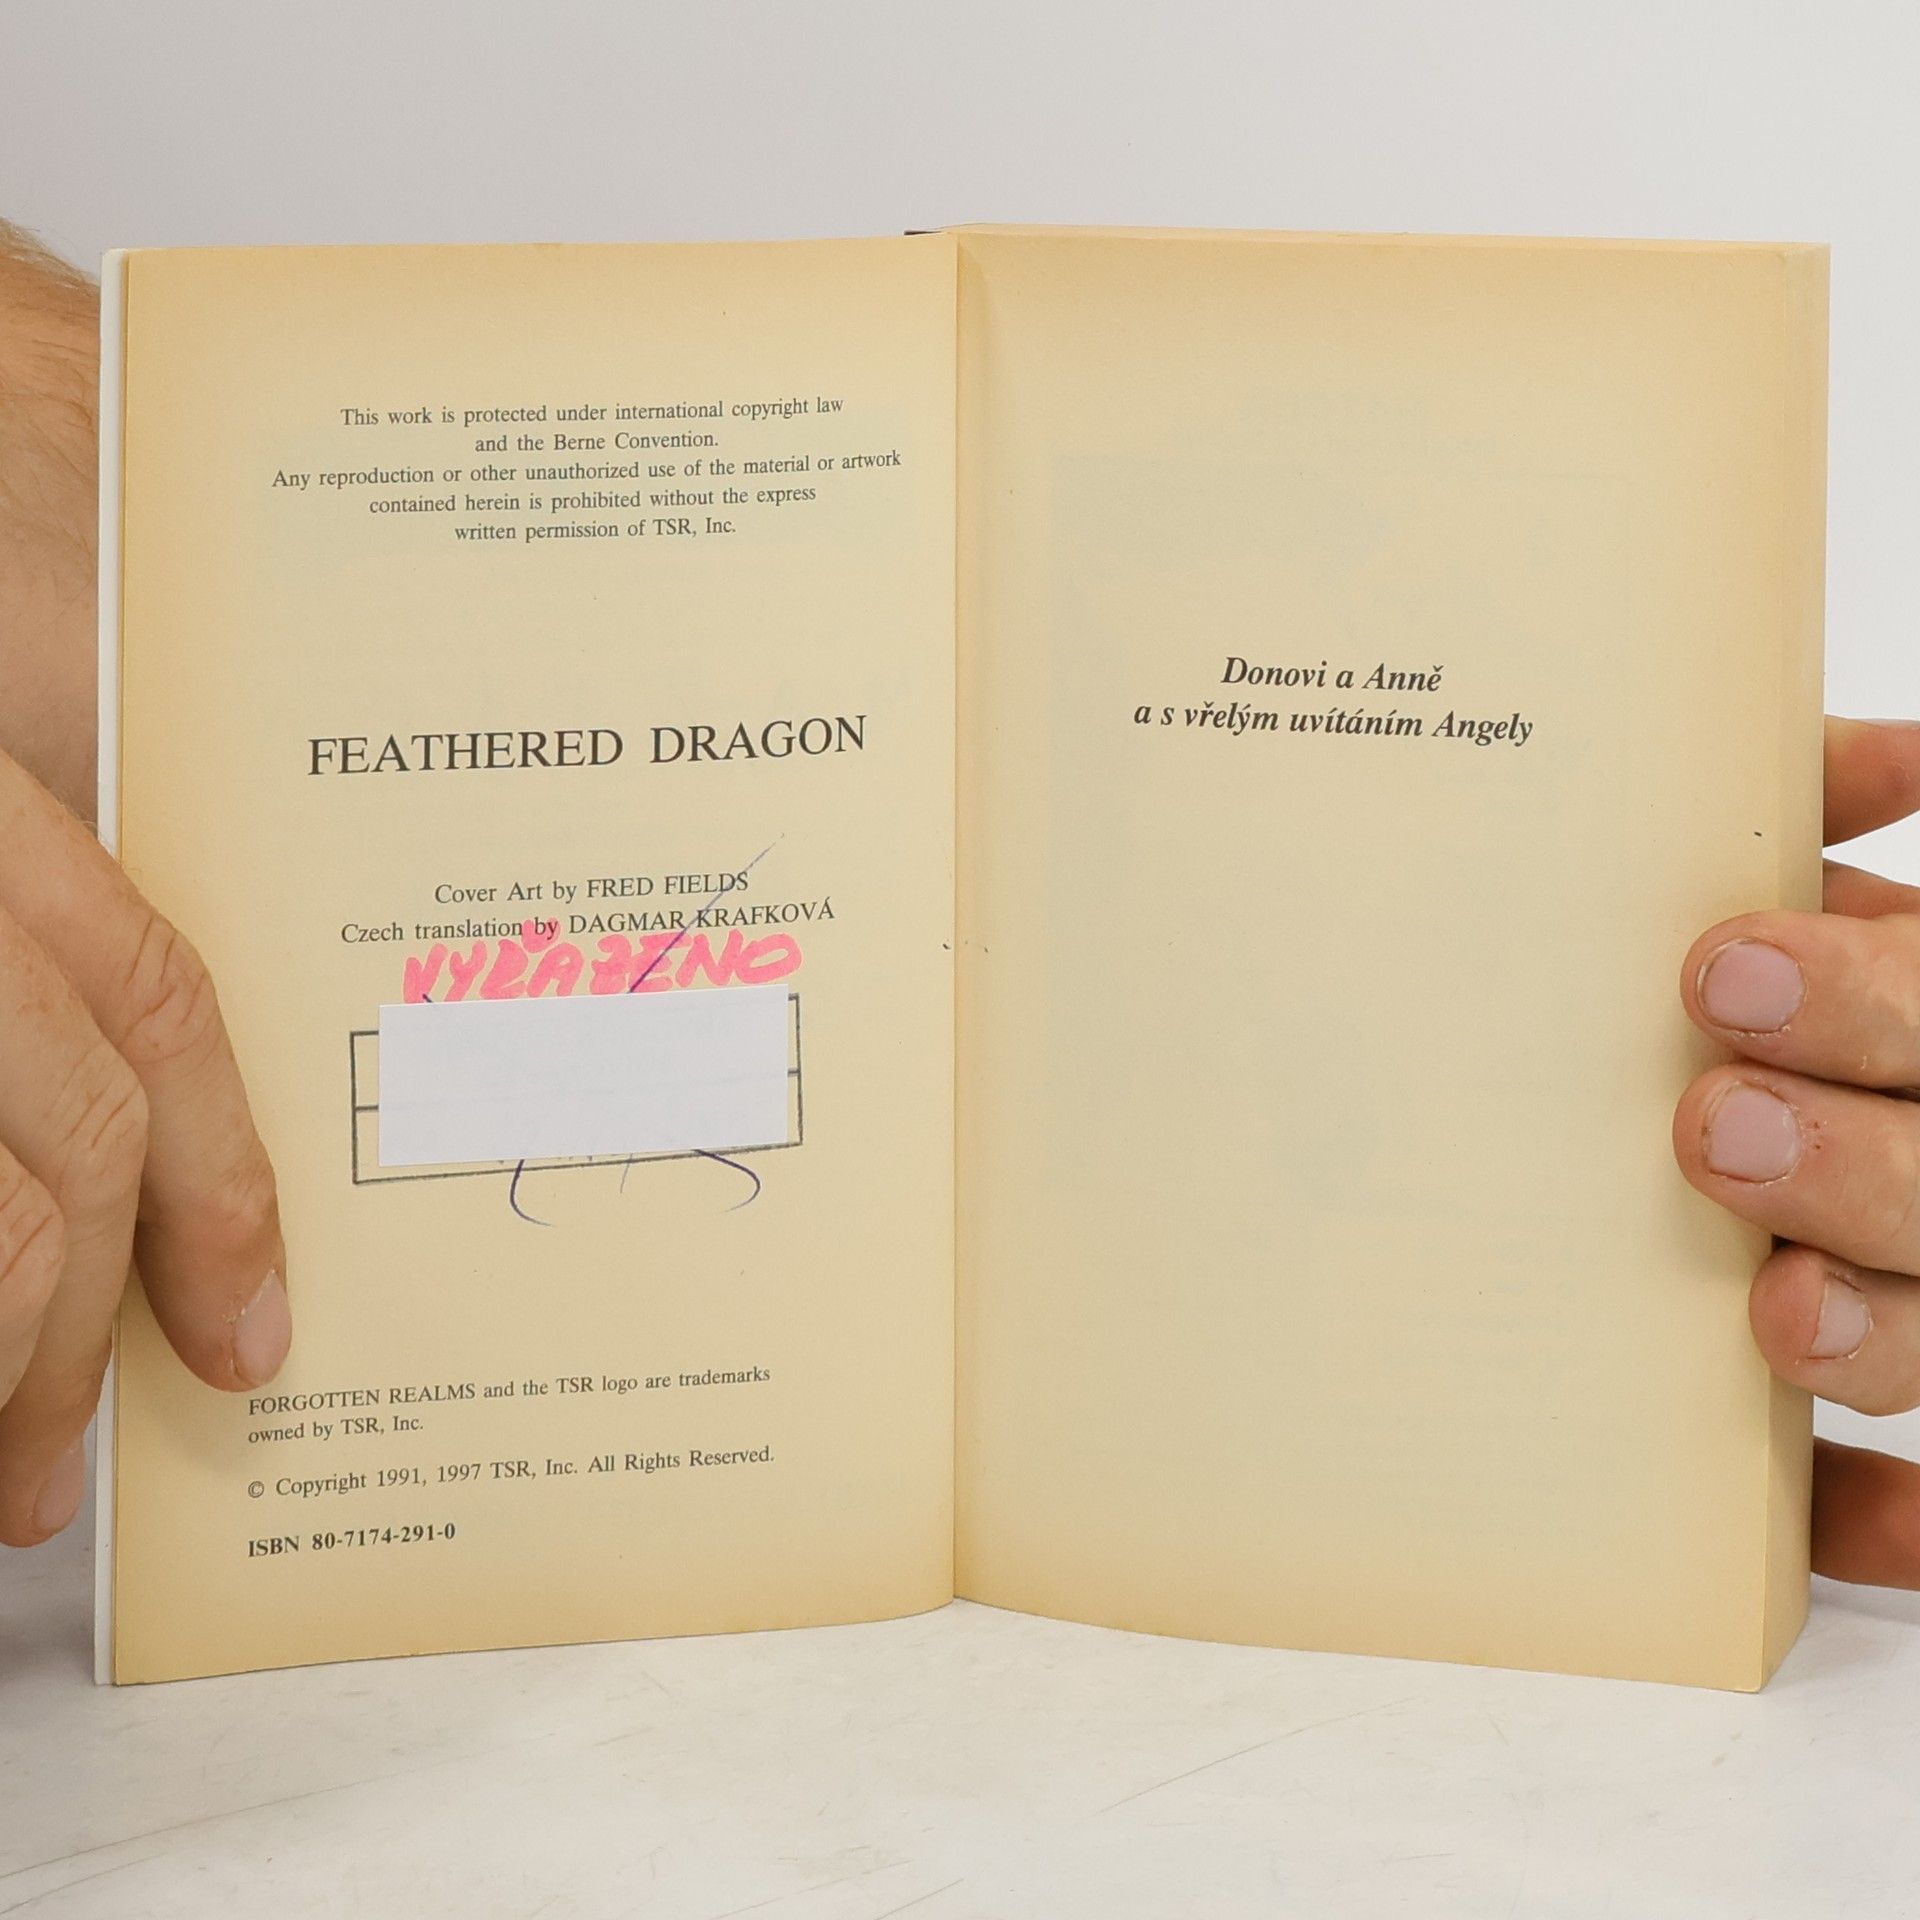 This work is protected under international copyright law
and the Berne Convention.
Any reproduction or other unauthorized use of the material or artwork
contained herein is prohibited without the express
written permission of TSR, Inc.
FEATHERED DRAGON
Cover Art by FRED FIELDS
Czech translation by DAGMAR KRAFKOVÁ
VYŘAZENO
FORGOTTEN REALMS and the TSR logo are trademarks
owned by TSR, Inc.
© Copyright 1991, 1997 TSR, Inc. All Rights Reserved.
ISBN 80-7174-291-0
Donovi a Anně
a s vřelým uvítáním Angely